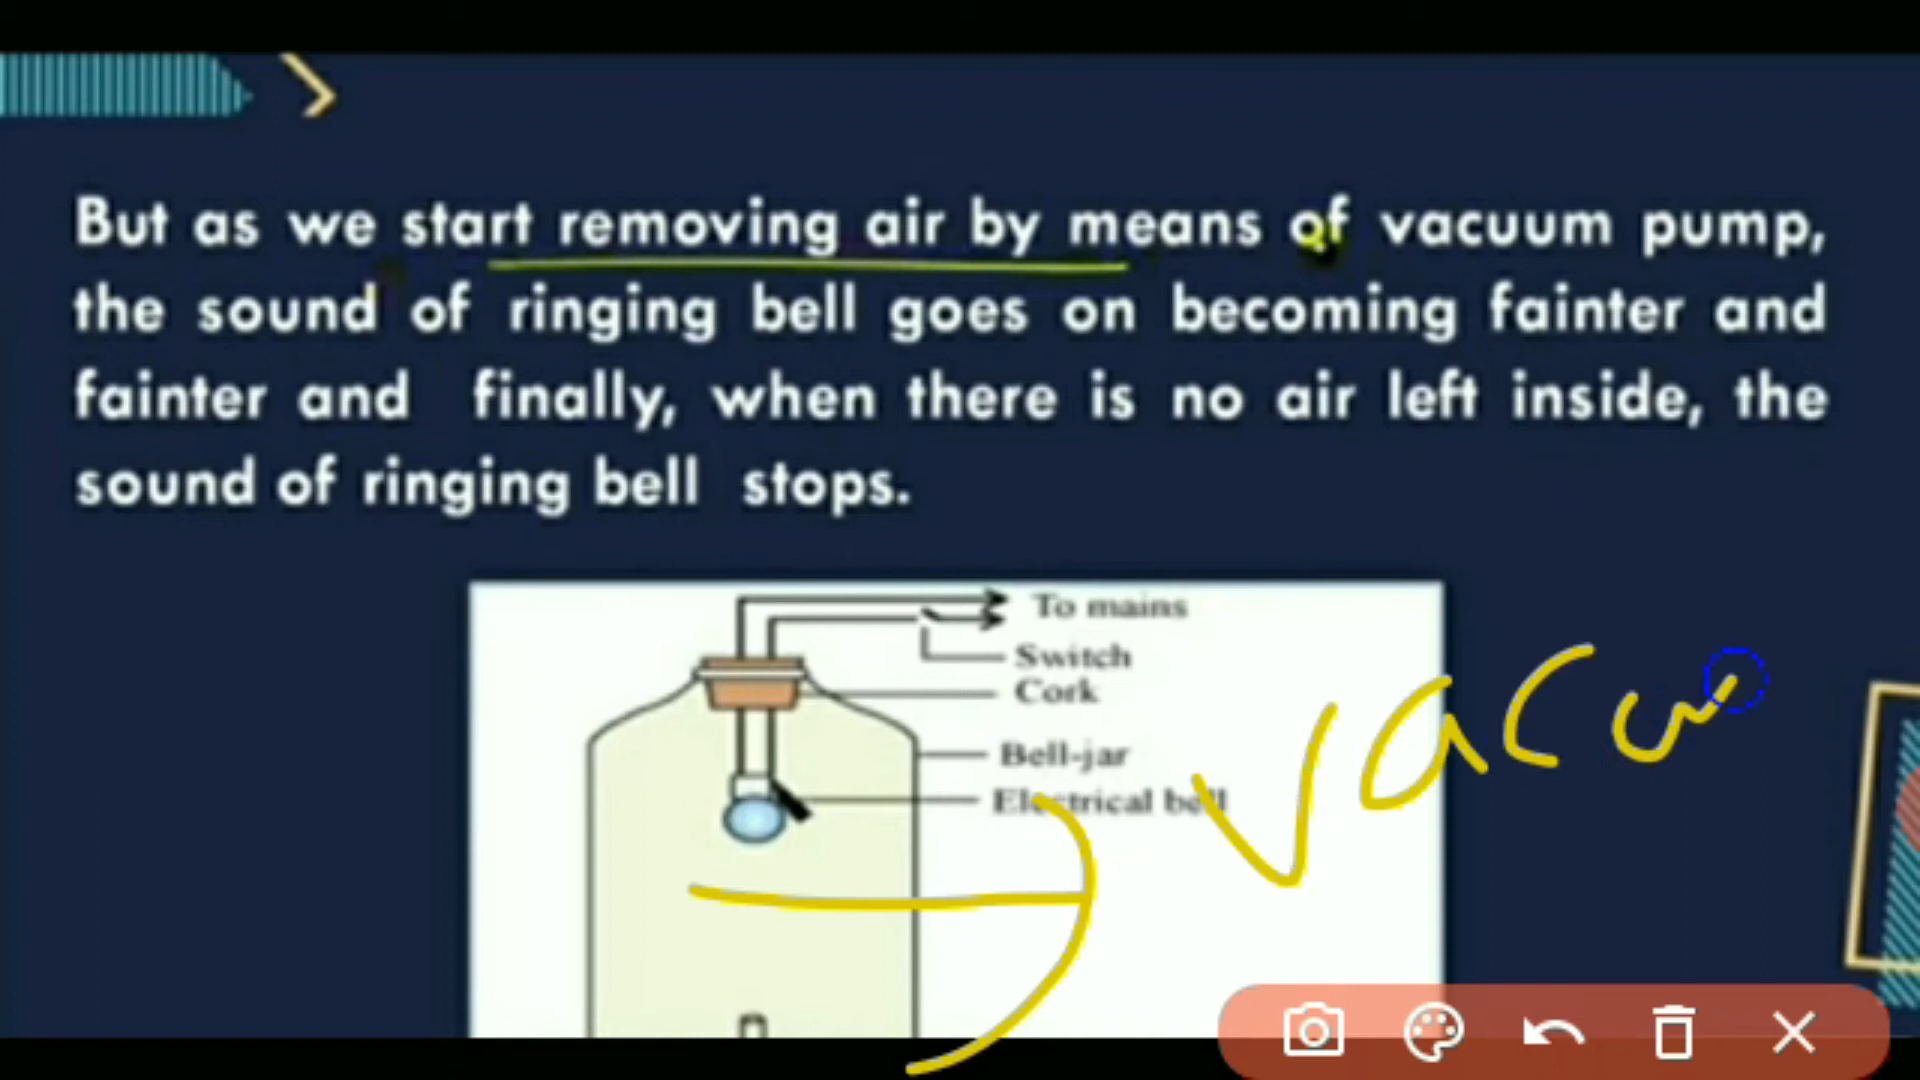 But as we start removing air by means of vacuum pump,
the sound of ringing bell goes on becoming fainter and
fainter and finally, when there is no air left inside, the
sound of ringing bell stops.
To mains
Switch
Cork
Bell-jar
Electrical bell
vacu